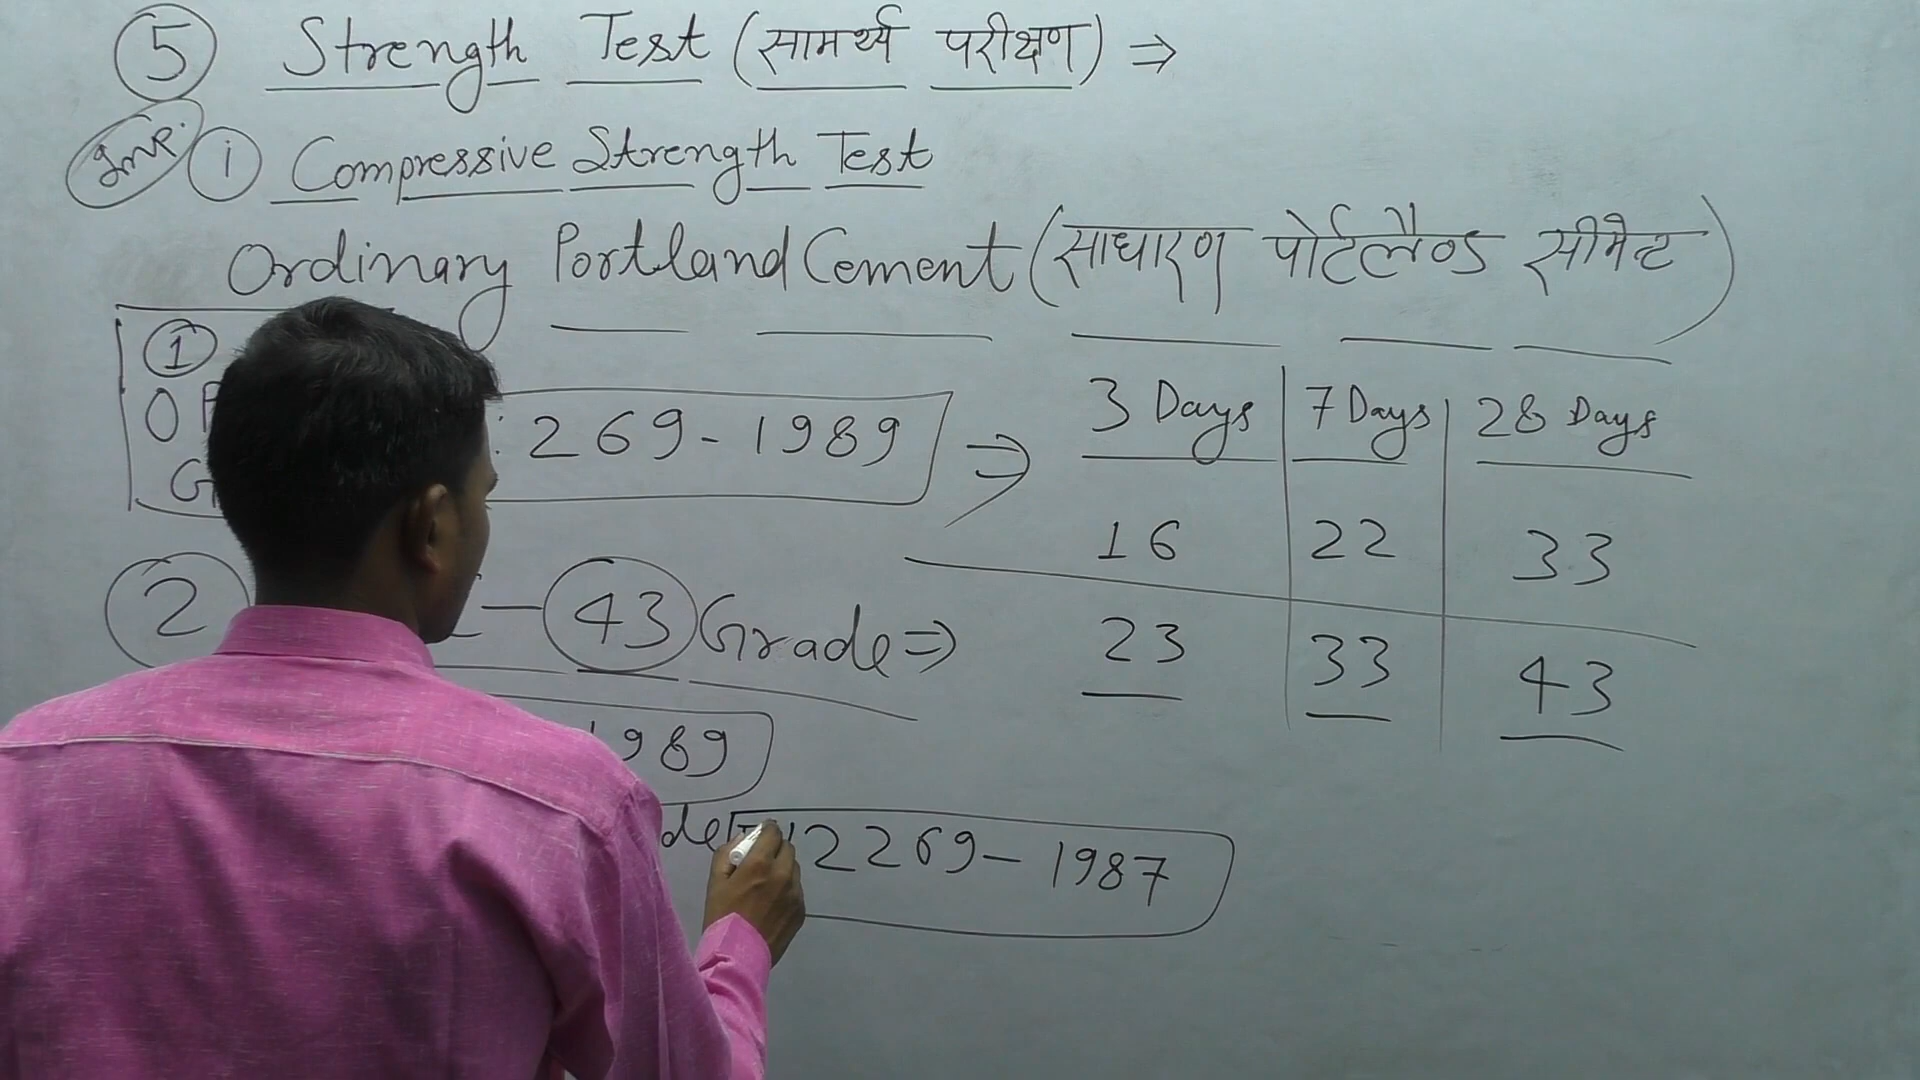 5 Strength Test (सामर्थ्य परीक्षण) ⇒
Imp. i Compressive Strength Test
Ordinary Portland Cement (साधारण पोर्टलैण्ड सीमेंट)
1
: 269-1989 ⇒
3 Days 7 Days 28 Days
16 22 33
2 - 43 Grade ⇒ 23 33 43
1989
12269-1987